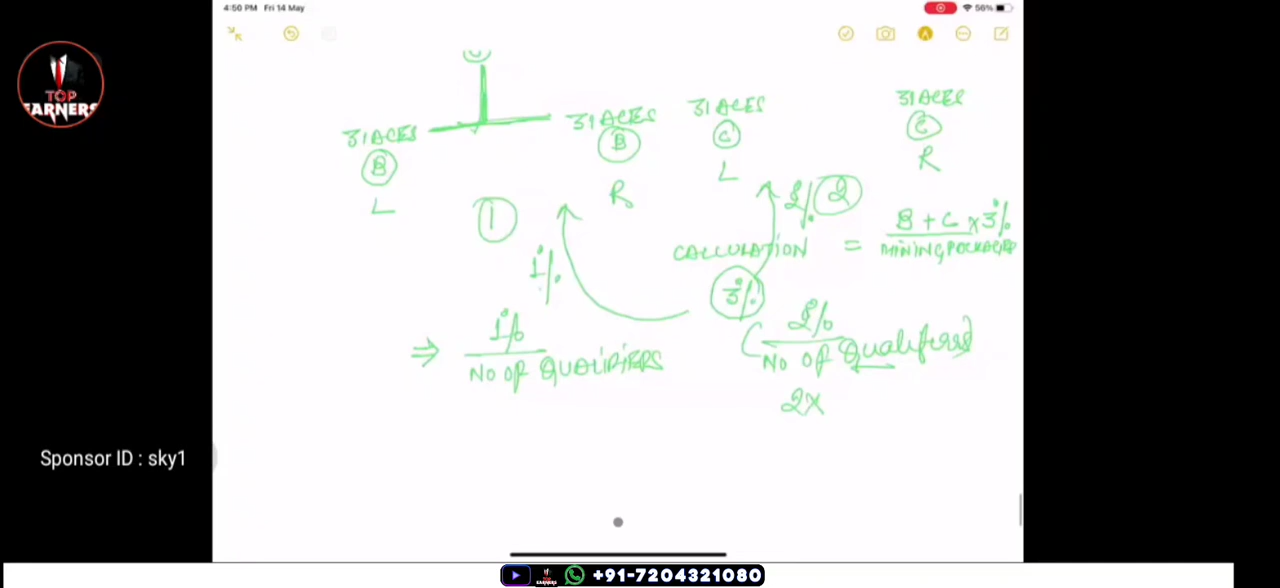 4:50 PM Fri 14 May
56%
TOP
EARNERS
31 ACES
B
L
31 ACES
B
R
31 ACES
C
L
31 ACES
C
R
1
1%
2%
2
CALCULATION = B + C x 3%
3%
⇒ 1%
NO OF QUALIFIERS
( 2%
NO OF Qualifiers)
2X
Sponsor ID : sky1
TOP
EARNERS
+91-7204321080